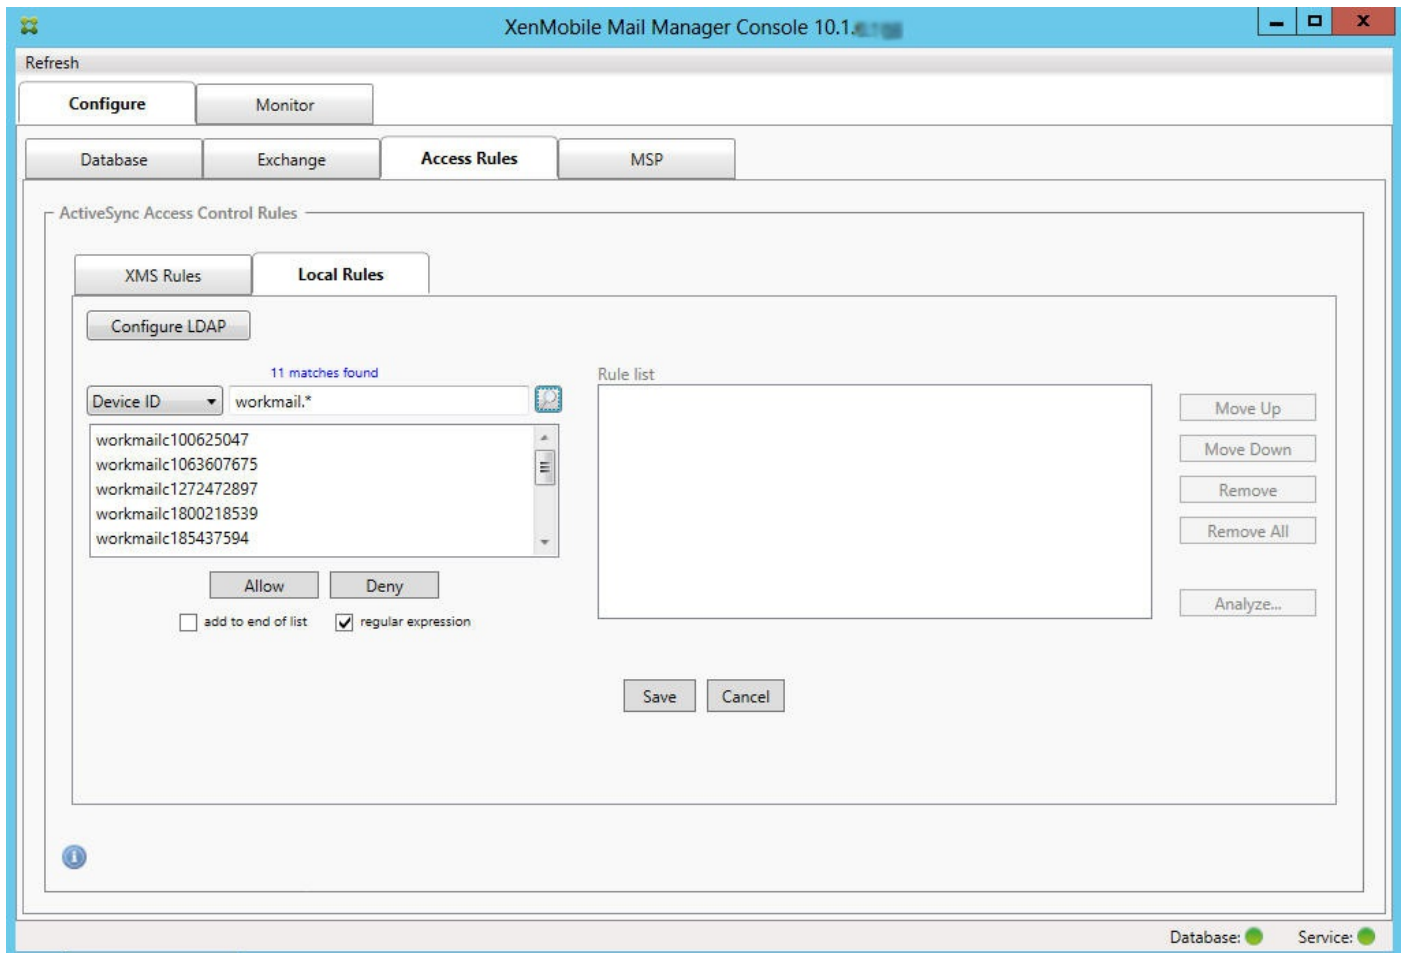 XenMobile Mail Manager Console 10.1.
Refresh
Configure Monitor
Database Exchange Access Rules MSP
ActiveSync Access Control Rules
XMS Rules Local Rules
Configure LDAP
11 matches found
Rule list
Device ID workmail.*
Move Up
workmailc100625047
Move Down
workmailc1063607675
workmailc1272472897
Remove
workmailc1800218539
Remove All
workmailc185437594
Allow Deny
Analyze...
add to end of list regular expression
Save Cancel
Database: Service: